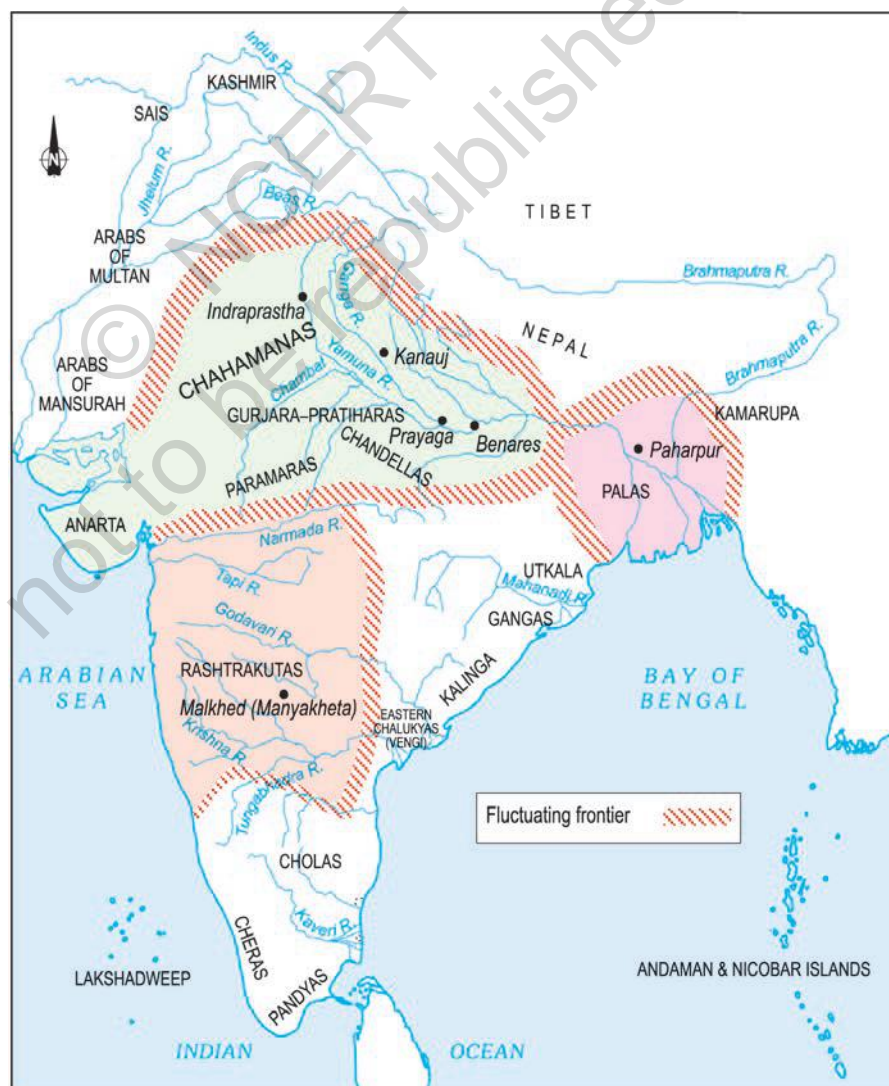 © NCERT
not to be republished
Indus R.
KASHMIR
SAIS
N
Jhelum R.
Beas R.
TIBET
ARABS
OF
MULTAN
Brahmaputra R.
Indraprastha
Ganga R.
NEPAL
CHAHAMANAS
Kanauj
Brahmaputra R.
ARABS
OF
MANSURAH
Chambal
Yamuna R.
KAMARUPA
GURJARA–PRATIHARAS
Prayaga
Benares
Paharpur
CHANDELLAS
PARAMARAS
PALAS
ANARTA
Narmada R.
Tapi R.
UTKALA
Mahanadi R.
GANGAS
Godavari R.
KALINGA
ARABIAN
SEA
RASHTRAKUTAS
BAY OF
BENGAL
Malkhed (Manyakheta)
EASTERN
CHALUKYAS
(VENGI)
Krishna R.
Tungabhadra R.
Fluctuating frontier
CHOLAS
Kaveri R.
CHERAS
LAKSHADWEEP
PANDYAS
ANDAMAN & NICOBAR ISLANDS
INDIAN
OCEAN